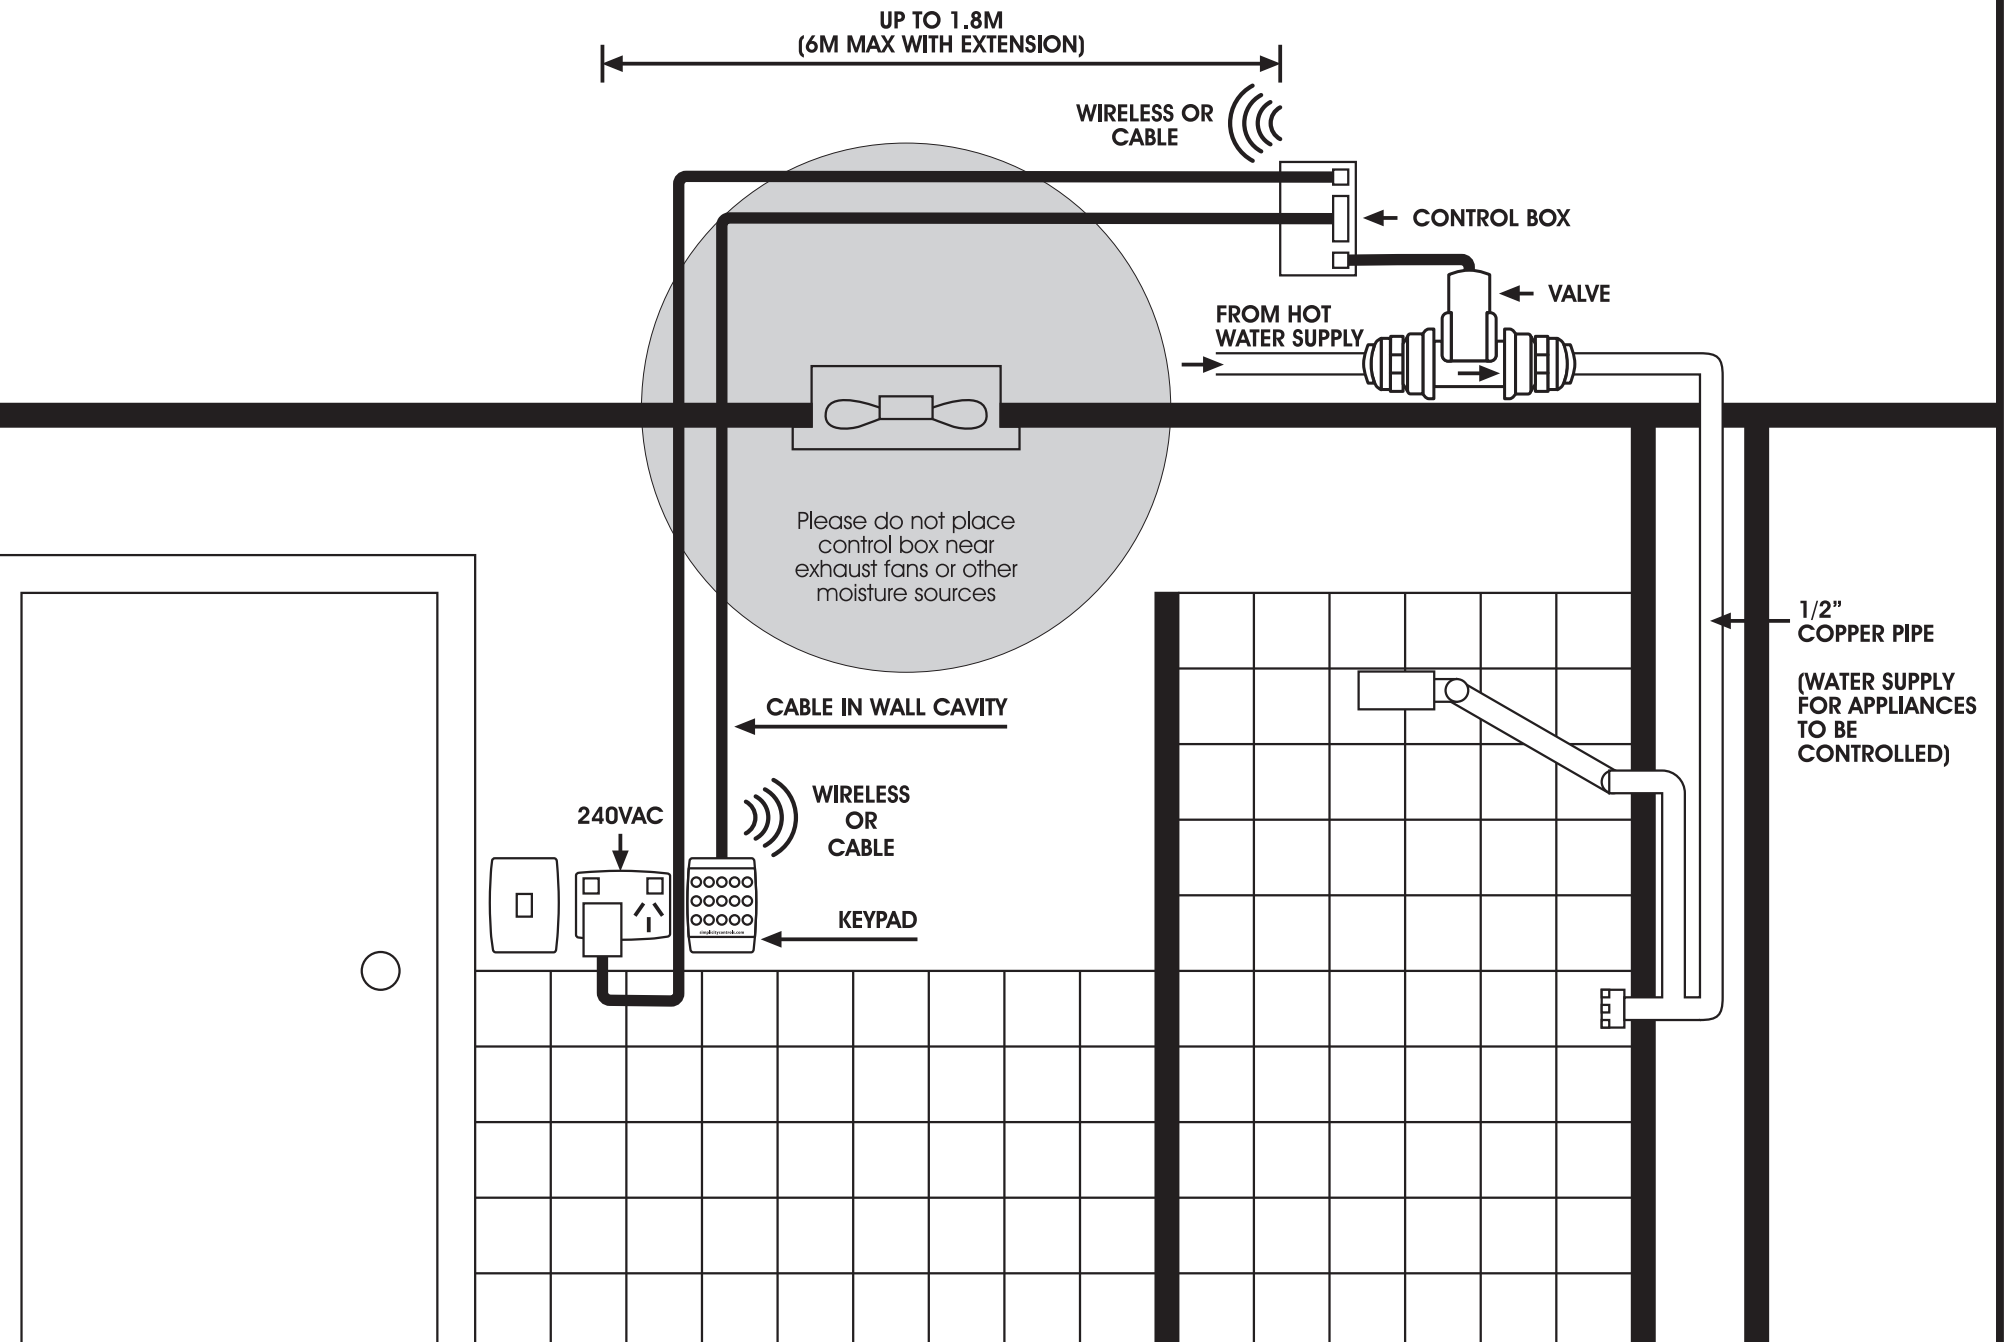 UP TO 1.8M
(6M MAX WITH EXTENSION)
WIRELESS OR
CABLE
CONTROL BOX
VALVE
FROM HOT
WATER SUPPLY
Please do not place
control box near
exhaust fans or other
moisture sources
1/2”
COPPER PIPE
(WATER SUPPLY
FOR APPLIANCES
TO BE
CONTROLLED)
CABLE IN WALL CAVITY
WIRELESS
OR
CABLE
240VAC
KEYPAD
simplicitycontrols.com